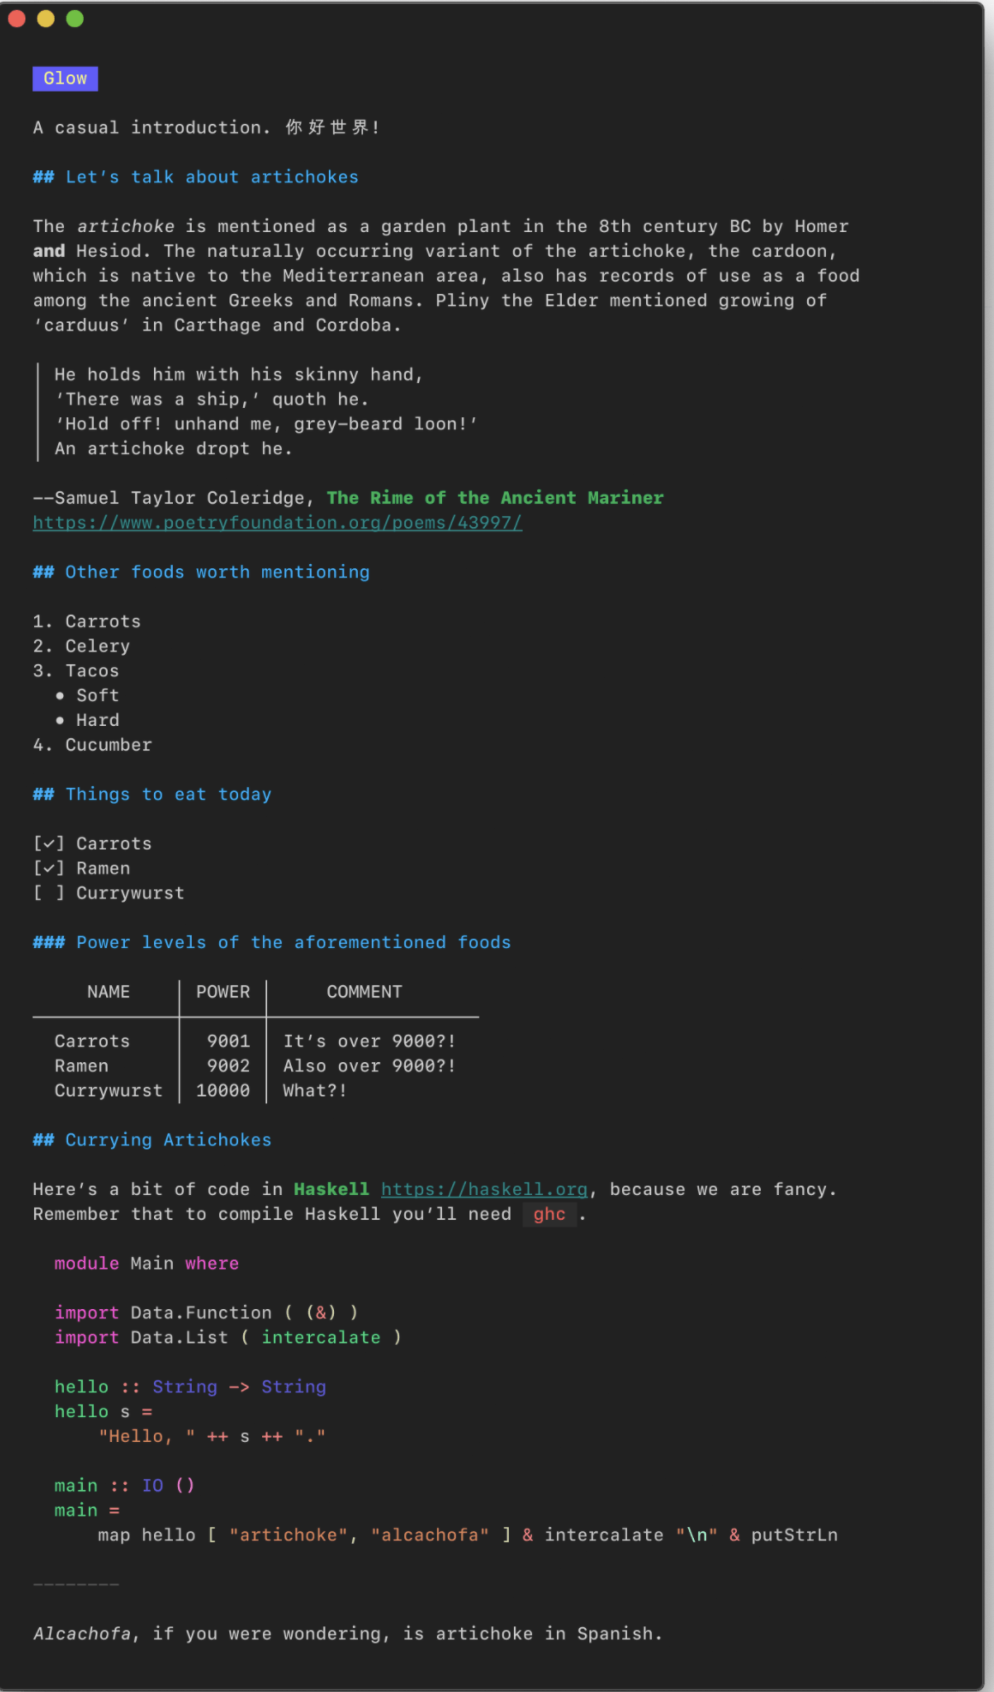 Glow
A casual introduction. 你好世界!
## Let's talk about artichokes
The artichoke is mentioned as a garden plant in the 8th century BC by Homer
and Hesiod. The naturally occurring variant of the artichoke, the cardoon,
which is native to the Mediterranean area, also has records of use as a food
among the ancient Greeks and Romans. Pliny the Elder mentioned growing of
'carduus' in Carthage and Cordoba.
He holds him with his skinny hand,
'There was a ship,' quoth he.
'Hold off! unhand me, grey-beard loon!'
An artichoke dropt he.
--Samuel Taylor Coleridge, The Rime of the Ancient Mariner
https://www.poetryfoundation.org/poems/43997/
## Other foods worth mentioning
1. Carrots
2. Celery
3. Tacos
• Soft
• Hard
4. Cucumber
## Things to eat today
[✓] Carrots
[✓] Ramen
[ ] Currywurst
### Power levels of the aforementioned foods
NAME │ POWER │ COMMENT
Carrots │ 9001 │ It's over 9000?!
Ramen │ 9002 │ Also over 9000?!
Currywurst │ 10000 │ What?!
## Currying Artichokes
Here's a bit of code in Haskell https://haskell.org, because we are fancy.
Remember that to compile Haskell you'll need ghc .
module Main where
import Data.Function ( (&) )
import Data.List ( intercalate )
hello :: String -> String
hello s =
"Hello, " ++ s ++ "."
main :: IO ()
main =
map hello [ "artichoke", "alcachofa" ] & intercalate "\n" & putStrLn
--------
Alcachofa, if you were wondering, is artichoke in Spanish.